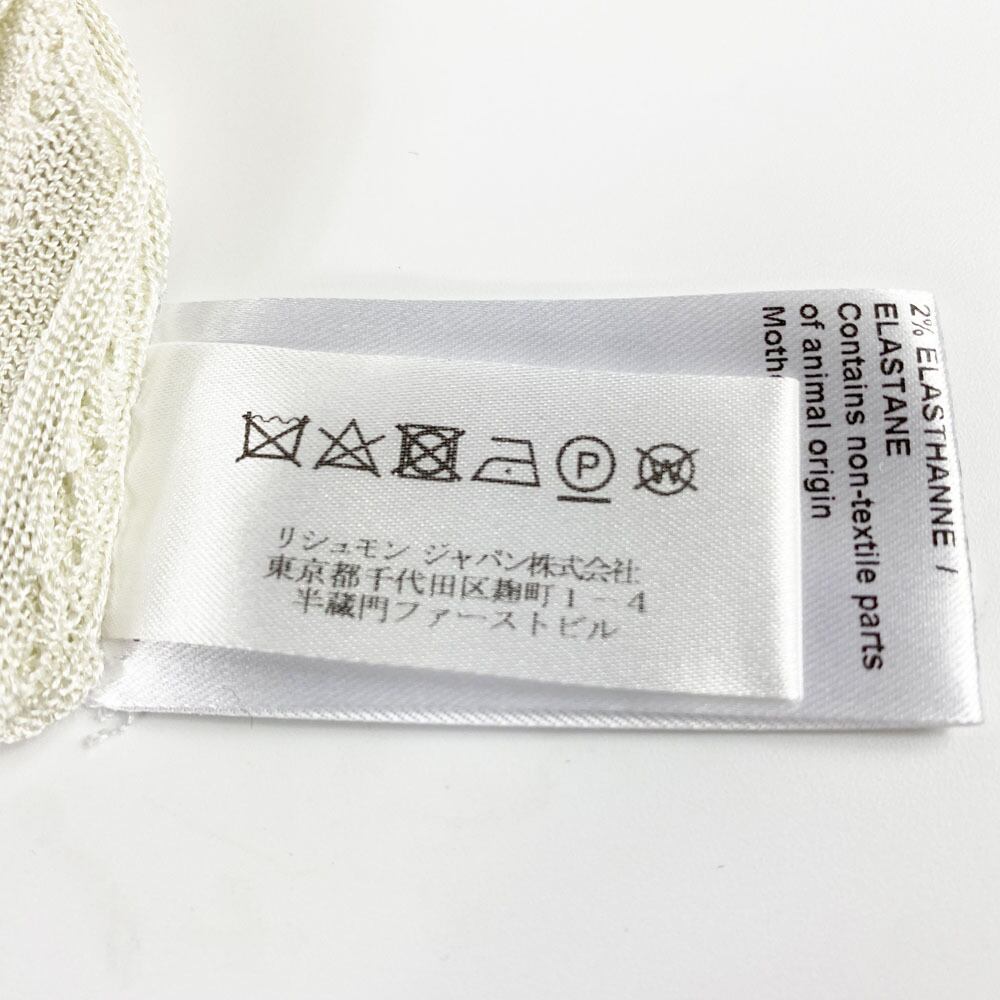 P
W
リシュモン ジャパン株式会社
東京都千代田区麹町1－4
半蔵門ファーストビル
2% ELASTHANNE /
ELASTANE
Contains non-textile parts
of animal origin